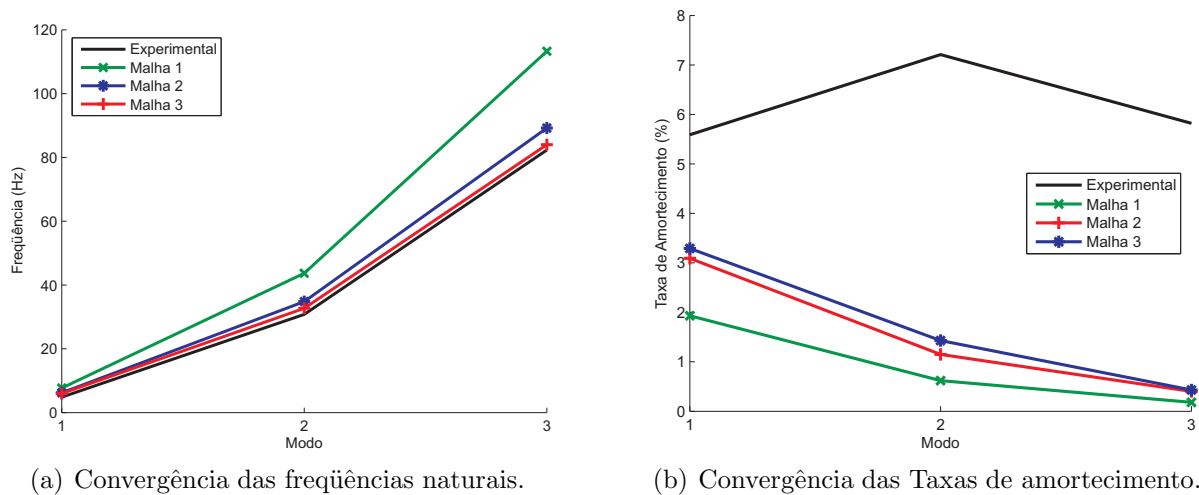 120
100
80
60
40
20
0
Freqüência (Hz)
Experimental
Malha 1
Malha 2
Malha 3
1
2
3
Modo
(a) Convergência das freqüências naturais.
8
7
6
5
4
3
2
1
0
Taxa de Amortecimento (%)
Experimental
Malha 1
Malha 2
Malha 3
1
2
3
Modo
(b) Convergência das Taxas de amortecimento.